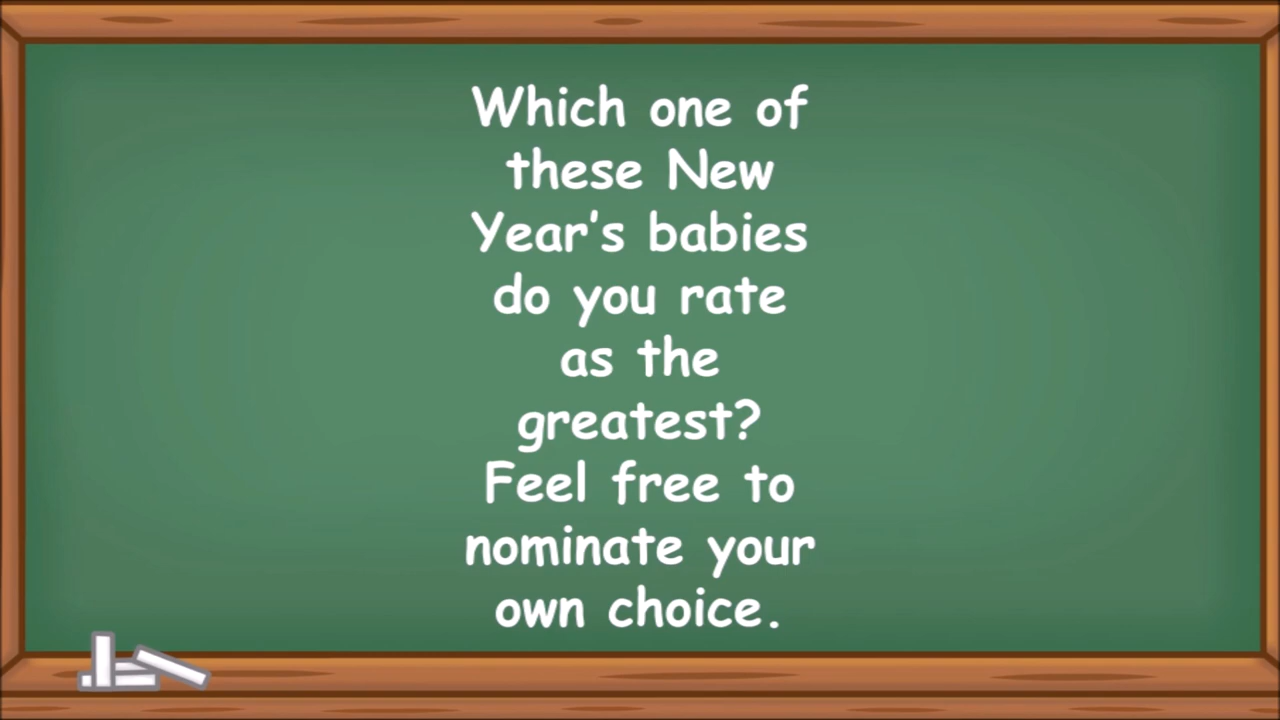 Which one of
these New
Year's babies
do you rate
as the
greatest?
Feel free to
nominate your
own choice.